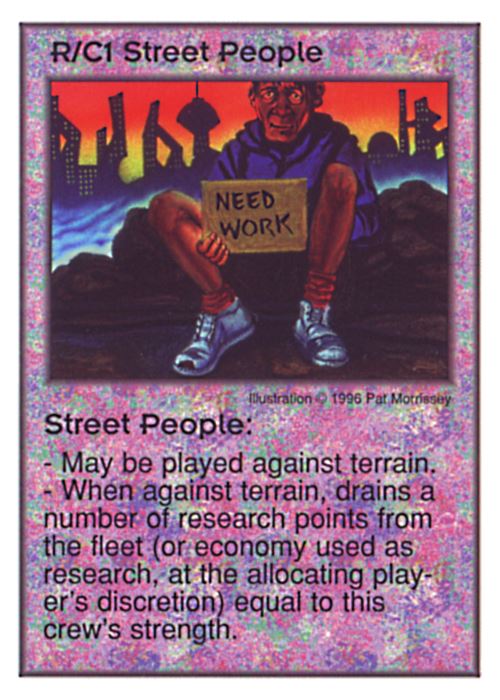 R/C1 Street People
NEED
WORK
Illustration © 1996 Pat Morrissey
Street People:
- May be played against terrain.
- When against terrain, drains a
number of research points from
the fleet (or economy used as
research, at the allocating play-
er's discretion) equal to this
crew's strength.